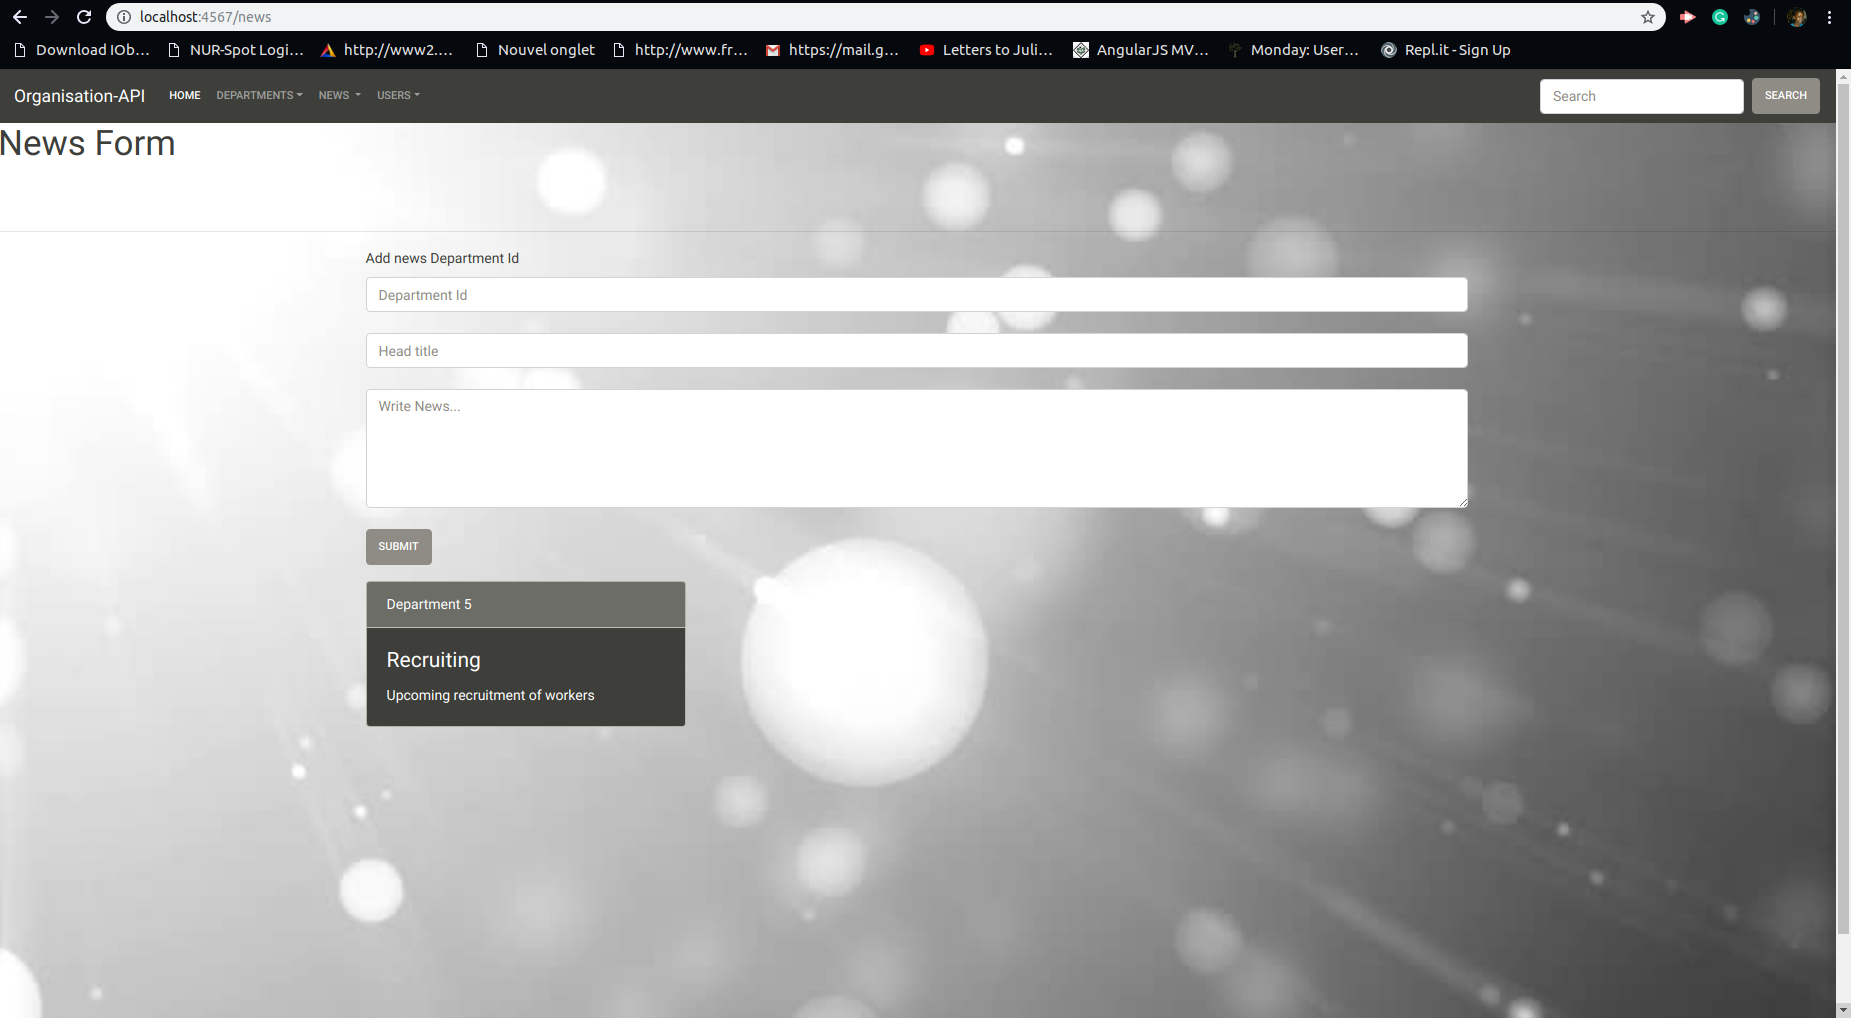 localhost:4567/news
Download IOb... NUR-Spot Logi... http://www2.... Nouvel onglet http://www.fr... https://mail.g... Letters to Juli... AngularJS MV... Monday: User... Repl.it - Sign Up
Organisation-API HOME DEPARTMENTS NEWS USERS Search SEARCH
News Form
Add news Department Id
Department Id
Head title
Write News...
SUBMIT
Department 5
Recruiting
Upcoming recruitment of workers